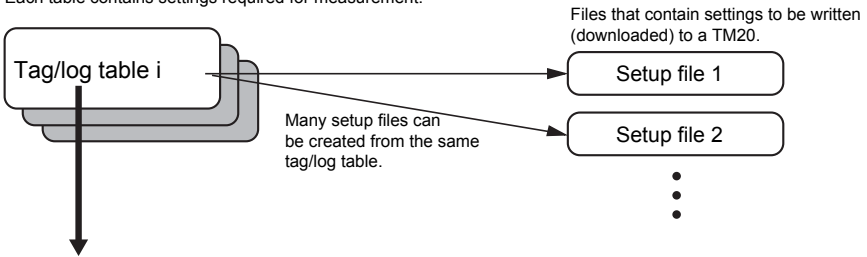 Each table contains settings required for measurement.
Files that contain settings to be written
(downloaded) to a TM20.
Tag/log table i
Setup file 1
Many setup files can
be created from the same
tag/log table.
Setup file 2